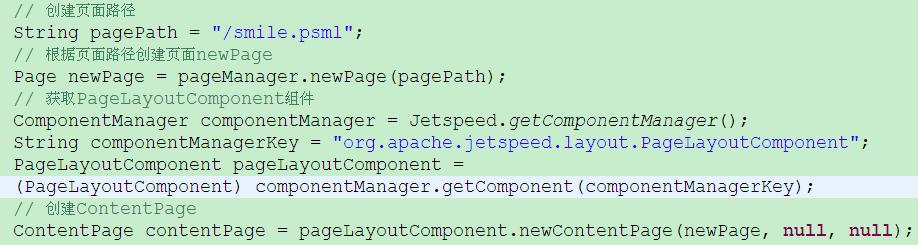 // 创建页面路径
String pagePath = "/smile.psml";
// 根据页面路径创建页面newPage
Page newPage = pageManager.newPage(pagePath);
// 获取PageLayoutComponent组件
ComponentManager componentManager = Jetspeed.getComponentManager();
String componentManagerKey = "org.apache.jetspeed.layout.PageLayoutComponent";
PageLayoutComponent pageLayoutComponent =
(PageLayoutComponent) componentManager.getComponent(componentManagerKey);
// 创建ContentPage
ContentPage contentPage = pageLayoutComponent.newContentPage(newPage, null, null);